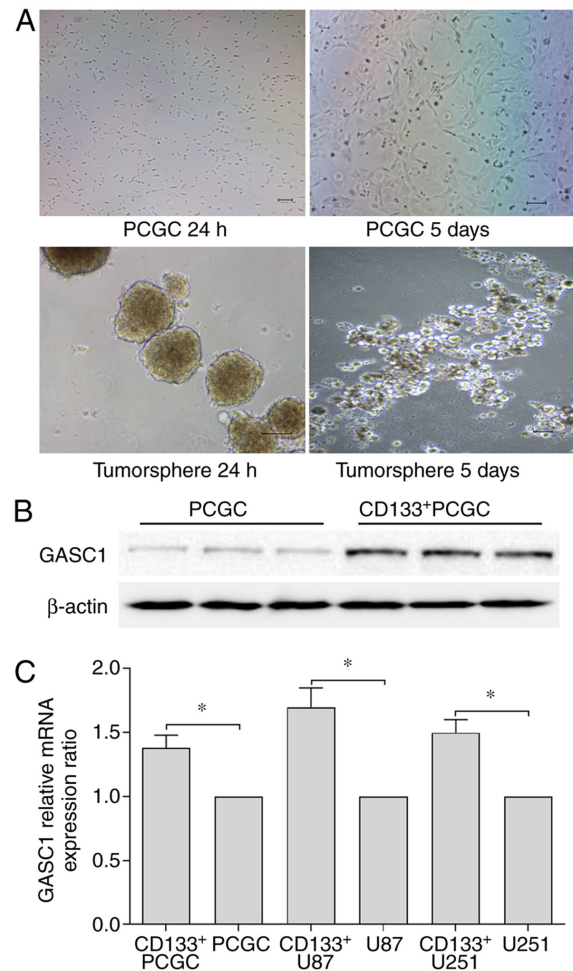 A
PCGC 24 h
PCGC 5 days
Tumorsphere 24 h
Tumorsphere 5 days
B
PCGC
CD133+PCGC
GASC1
β-actin
C
GASC1 relative mRNA
expression ratio
2.0
1.5
1.0
0.5
0.0
*
*
*
CD133+
PCGC
PCGC
CD133+
U87
U87
CD133+
U251
U251